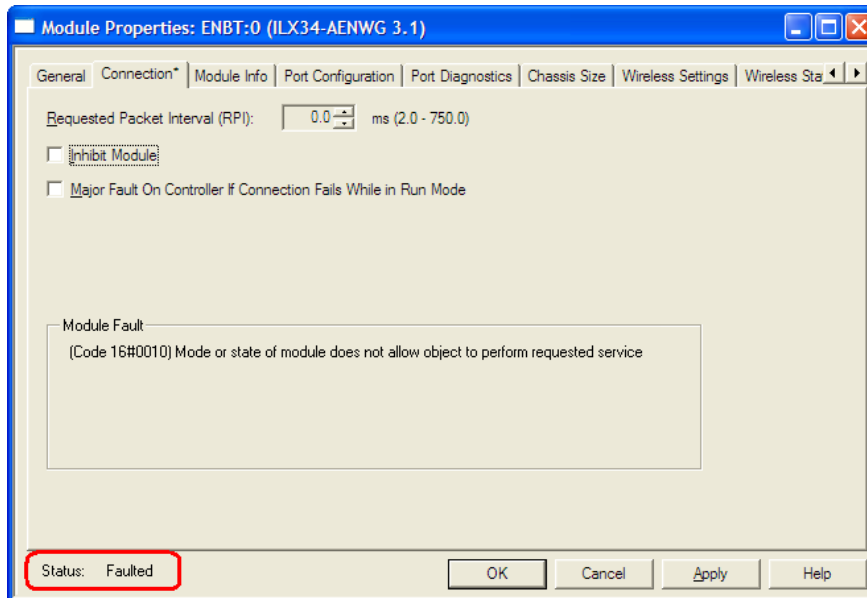 Module Properties: ENBT:0 (ILX34-AENWG 3.1)
General Connection* Module Info Port Configuration Port Diagnostics Chassis Size Wireless Settings Wireless Sta
Requested Packet Interval (RPI): 0.0 ms (2.0 - 750.0)
Inhibit Module
Major Fault On Controller If Connection Fails While in Run Mode
Module Fault
(Code 16#0010) Mode or state of module does not allow object to perform requested service
Status: Faulted OK Cancel Apply Help